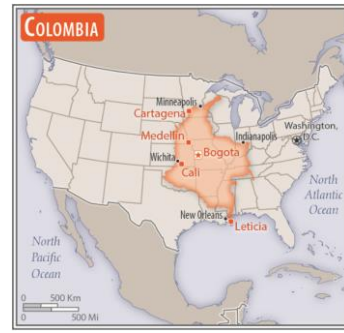 COLOMBIA
Minneapolis
Cartagena
Medellin
Indianapolis
Washington,
D.C.
Bogota
Wichita
Cali
New Orleans
Leticia
North
Pacific
Ocean
North
Atlantic
Ocean
0 500 Km
0 500 Mi